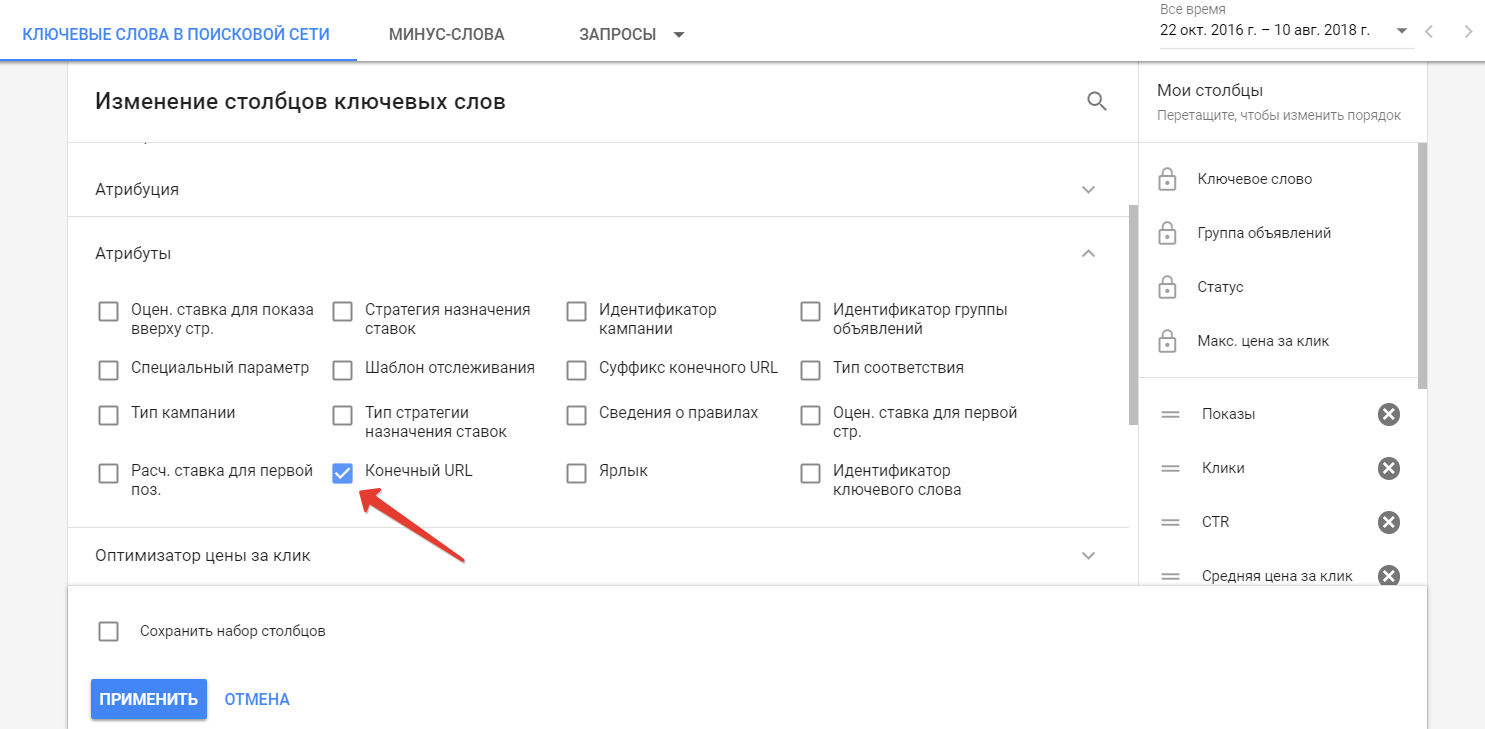 КЛЮЧЕВЫЕ СЛОВА В ПОИСКОВОЙ СЕТИ
МИНУС-СЛОВА
ЗАПРОСЫ
Все время
22 окт. 2016 г. – 10 авг. 2018 г.
Изменение столбцов ключевых слов
Атрибуция
Атрибуты
Оцен. ставка для показа
вверху стр.
Стратегия назначения
ставок
Идентификатор
кампании
Идентификатор группы
объявлений
Специальный параметр
Шаблон отслеживания
Суффикс конечного URL
Тип соответствия
Тип кампании
Тип стратегии
назначения ставок
Сведения о правилах
Оцен. ставка для первой
стр.
Расч. ставка для первой
поз.
Конечный URL
Ярлык
Идентификатор
ключевого слова
Оптимизатор цены за клик
Мои столбцы
Перетащите, чтобы изменить порядок
Ключевое слово
Группа объявлений
Статус
Макс. цена за клик
Показы
Клики
CTR
Средняя цена за клик
Сохранить набор столбцов
ПРИМЕНИТЬ
ОТМЕНА